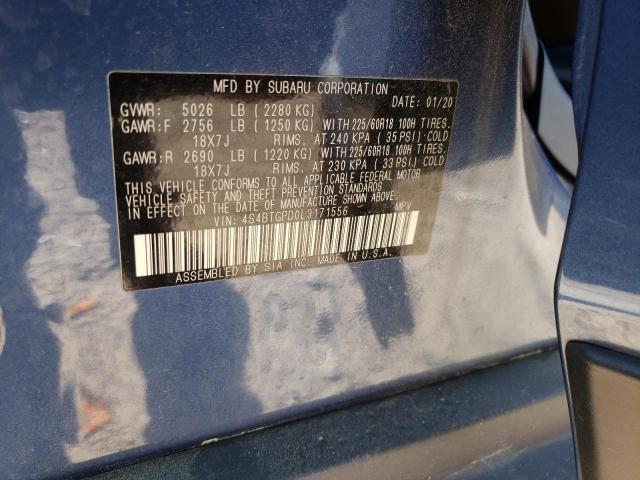 MFD BY SUBARU CORPORATION
GVWR: 5026 LB (2280 KG) DATE: 01/20
GAWR:F 2756 LB (1250 KG) WITH 225/60R18 100H TIRES.
18X7J RIMS. AT 240 KPA ( 35 PSI) COLD
GAWR:R 2690 LB (1220 KG) WITH 225/60R18 100H TIRES.
18X7J RIMS. AT 230 KPA ( 33 PSI) COLD
THIS VEHICLE CONFORMS TO ALL APPLICABLE FEDERAL MOTOR
VEHICLE SAFETY AND THEFT PREVENTION STANDARDS
IN EFFECT ON THE DATE OF MANUFACTURE SHOWN ABOVE.
VIN: 4S4BTGPD0L3171556 MPV
ASSEMBLED BY SIA INC. MADE IN U.S.A.